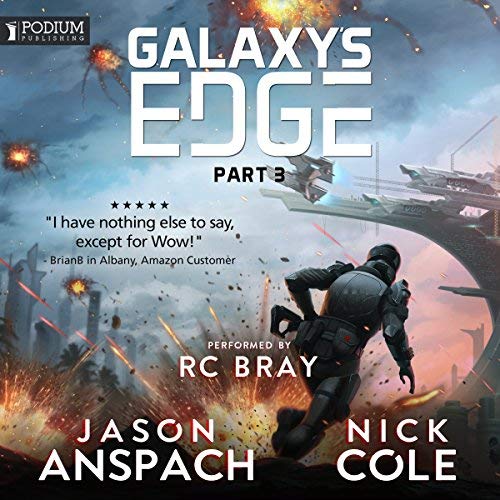 PODIUM
PUBLISHING
GALAXY'S
EDGE
PART 3
★★★★★
"I have nothing else to say,
except for Wow!"
- BrianB in Albany, Amazon Customer
PERFORMED BY
RC BRAY
JASON
ANSPACH
NICK
COLE